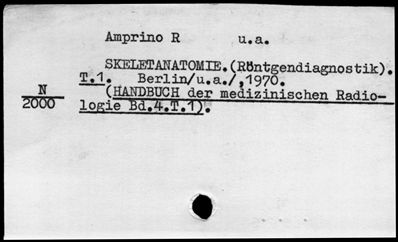 Amprino R u.a.
SKELETANATOMIE.(Röntgendiagnostik).
T.1. Berlin/u.a./,1970.
N
2000
(HANDBUCH der medizinischen Radio-
logie Bd.4.T.1).